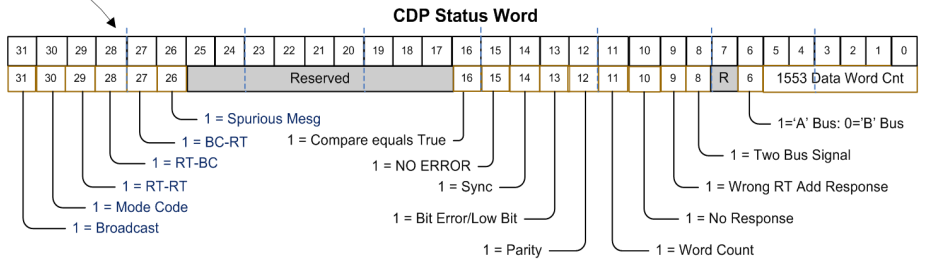 CDP Status Word
31 30 29 28 27 26 25 24 23 22 21 20 19 18 17 16 15 14 13 12 11 10 9 8 7 6 5 4 3 2 1 0
31 30 29 28 27 26 Reserved 16 15 14 13 12 11 10 9 8 R 6 1553 Data Word Cnt
1 = Spurious Mesg
1 = BC-RT
1 = RT-BC
1 = RT-RT
1 = Mode Code
1 = Broadcast
1 = Compare equals True
1 = NO ERROR
1 = Sync
1 = Bit Error/Low Bit
1 = Parity
1='A' Bus: 0='B' Bus
1 = Two Bus Signal
1 = Wrong RT Add Response
1 = No Response
1 = Word Count